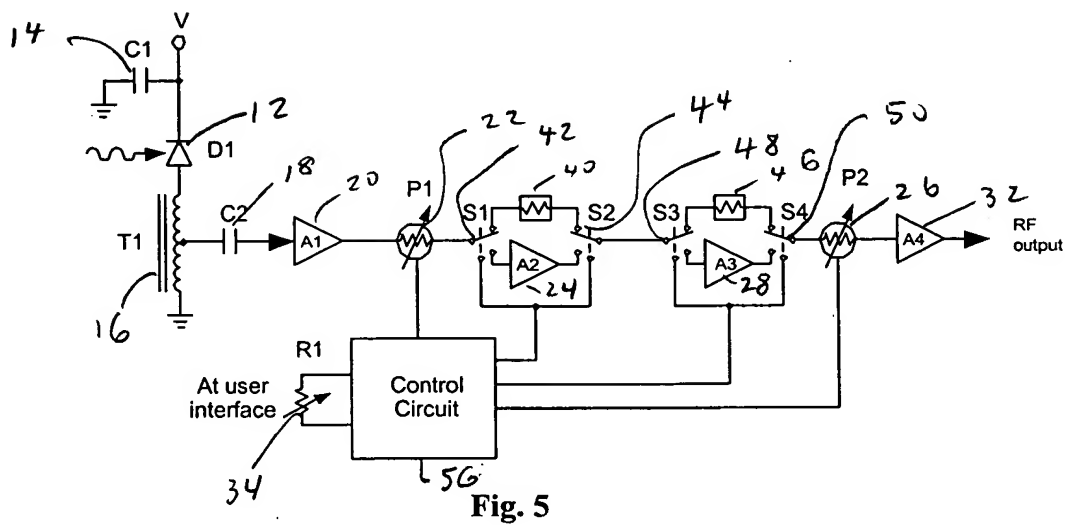 14
C1
V
12
D1
18
C2
20
A1
T1
16
22
P1
42
S1
40
A2
24
S2
44
48
S3
46
A3
28
S4
50
P2
26
32
A4
RF
output
R1
At user
interface
34
Control
Circuit
56
Fig. 5